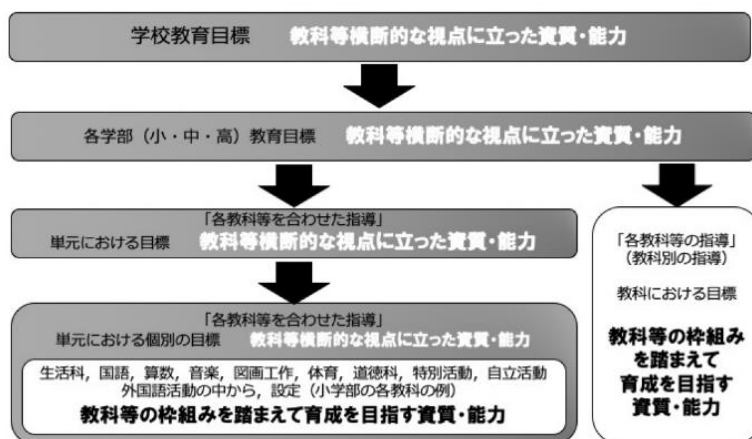 学校教育目標　教科等横断的な視点に立った資質・能力
各学部（小・中・高）教育目標　教科等横断的な視点に立った資質・能力
「各教科等を合わせた指導」
単元における目標　教科等横断的な視点に立った資質・能力
「各教科等を合わせた指導」
単元における個別の目標　教科等横断的な視点に立った資質・能力
生活科，国語，算数，音楽，図画工作，体育，道徳科，特別活動，自立活動
外国語活動の中から，設定（小学部の各教科の例）
教科等の枠組みを踏まえて育成を目指す資質・能力
「各教科等の指導」
（教科別の指導）
教科における目標
教科等の枠組み
を踏まえて
育成を目指す
資質・能力